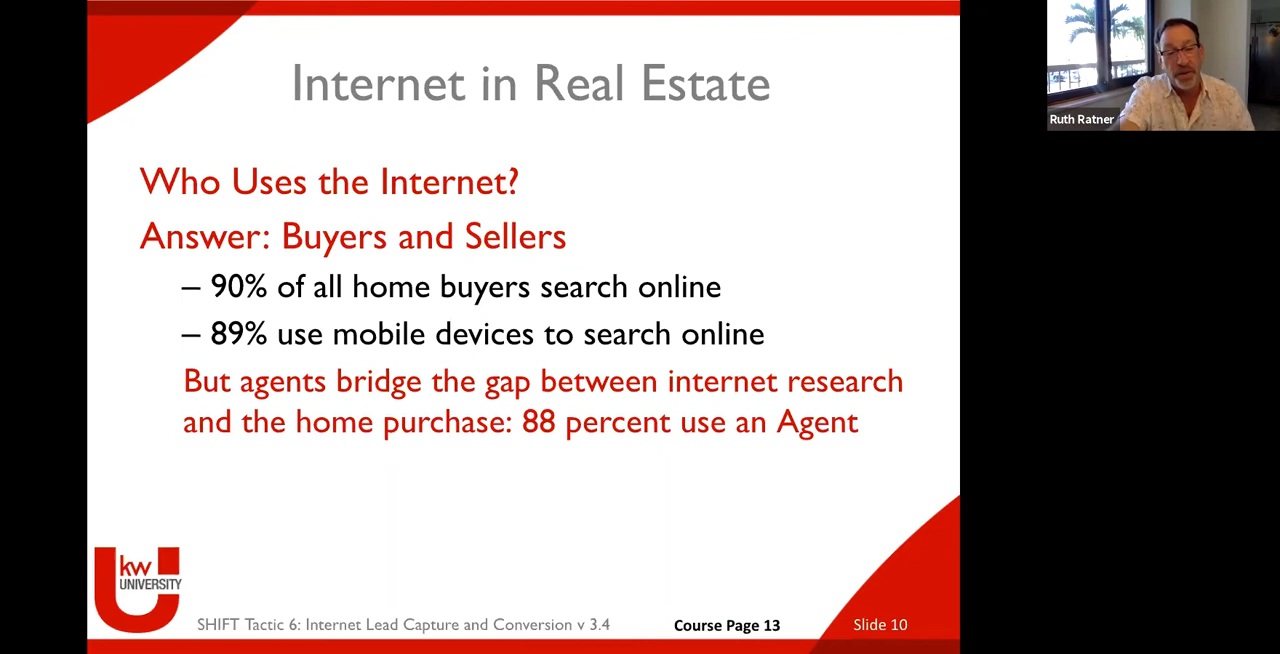 Internet in Real Estate
Who Uses the Internet?
Answer: Buyers and Sellers
– 90% of all home buyers search online
– 89% use mobile devices to search online
But agents bridge the gap between internet research
and the home purchase: 88 percent use an Agent
kw
UNIVERSITY
SHIFT Tactic 6: Internet Lead Capture and Conversion v 3.4
Course Page 13
Slide 10
Ruth Ratner